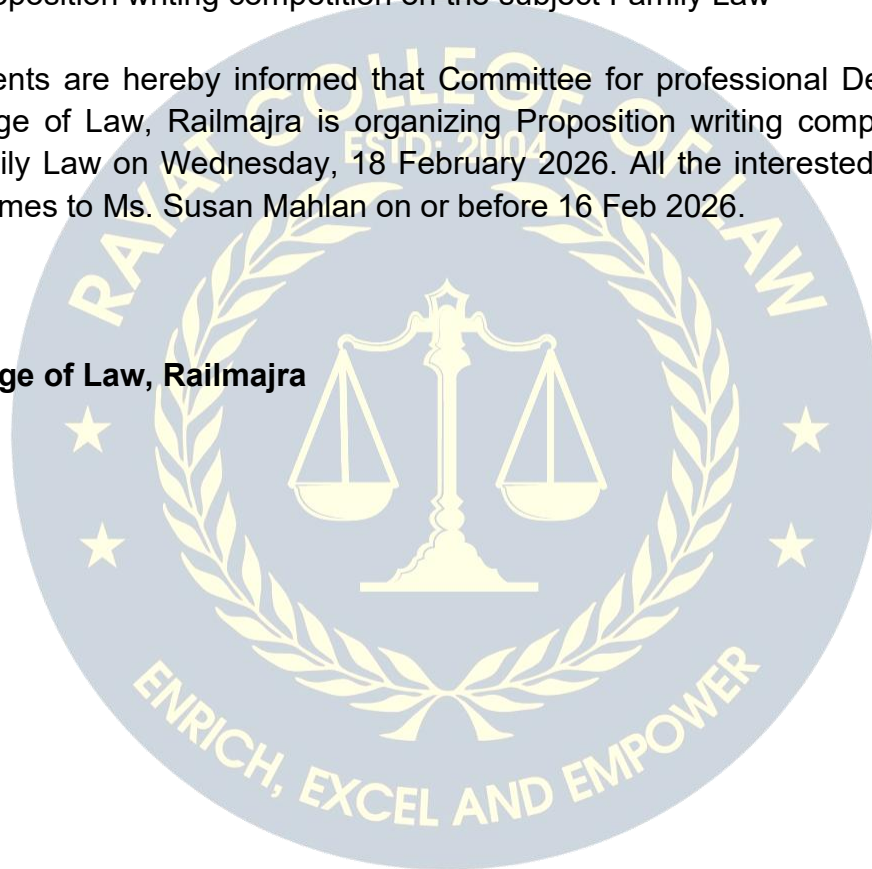 oposition writing competition on the subject Family Law
ents are hereby informed that Committee for professional De
ge of Law, Railmajra is organizing Proposition writing comp
ily Law on Wednesday, 18 February 2026. All the interested
mes to Ms. Susan Mahlan on or before 16 Feb 2026.
ge of Law, Railmajra
RAYAT COLLEGE OF LAW
ESTD: 2004
ENRICH, EXCEL AND EMPOWER